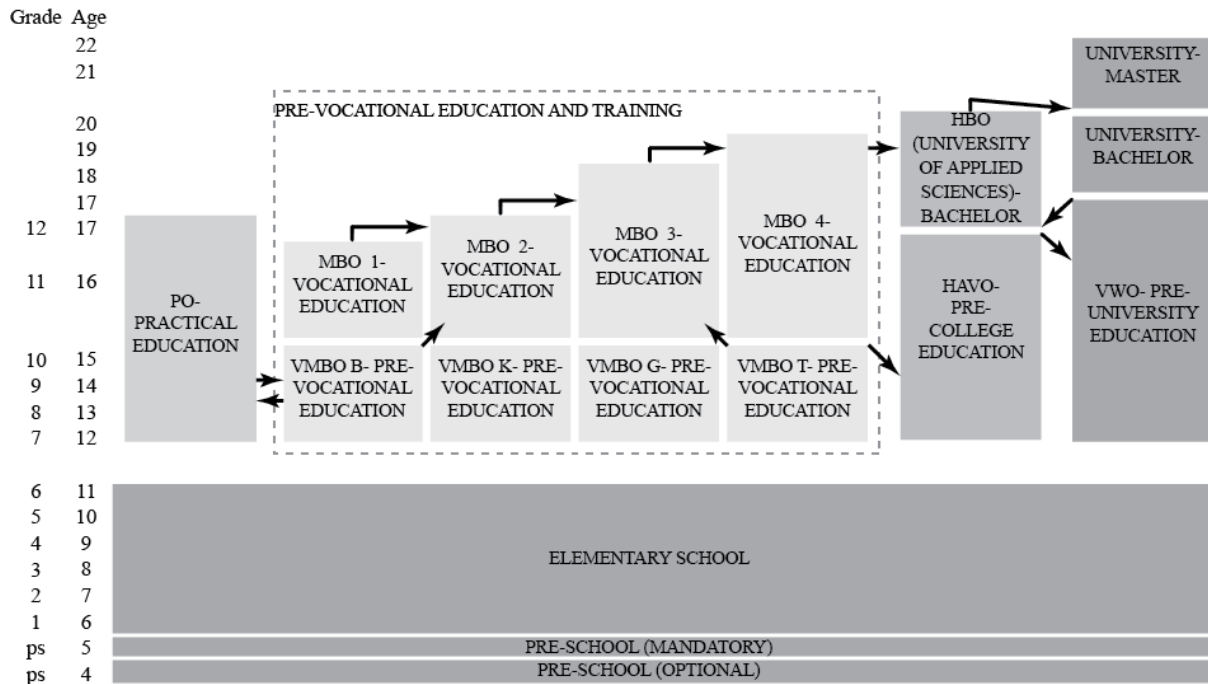 Grade Age
22
21
20
19
18
17
12 17
11 16
10 15
9 14
8 13
7 12
6 11
5 10
4 9
3 8
2 7
1 6
ps 5
ps 4
PRE-VOCATIONAL EDUCATION AND TRAINING
PO-
PRACTICAL
EDUCATION
MBO 1-
VOCATIONAL
EDUCATION
MBO 2-
VOCATIONAL
EDUCATION
MBO 3-
VOCATIONAL
EDUCATION
MBO 4-
VOCATIONAL
EDUCATION
VMBO B- PRE-
VOCATIONAL
EDUCATION
VMBO K- PRE-
VOCATIONAL
EDUCATION
VMBO G- PRE-
VOCATIONAL
EDUCATION
VMBO T- PRE-
VOCATIONAL
EDUCATION
HBO
(UNIVERSITY
OF APPLIED
SCIENCES)-
BACHELOR
HAVO-
PRE-
COLLEGE
EDUCATION
UNIVERSITY-
MASTER
UNIVERSITY-
BACHELOR
VWO- PRE-
UNIVERSITY
EDUCATION
ELEMENTARY SCHOOL
PRE-SCHOOL (MANDATORY)
PRE-SCHOOL (OPTIONAL)